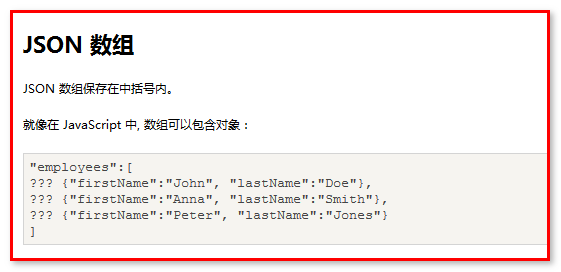 JSON 数组
JSON 数组保存在中括号内。
就像在 JavaScript 中, 数组可以包含对象：
"employees":[
??? {"firstName":"John", "lastName":"Doe"},
??? {"firstName":"Anna", "lastName":"Smith"},
??? {"firstName":"Peter", "lastName":"Jones"}
]